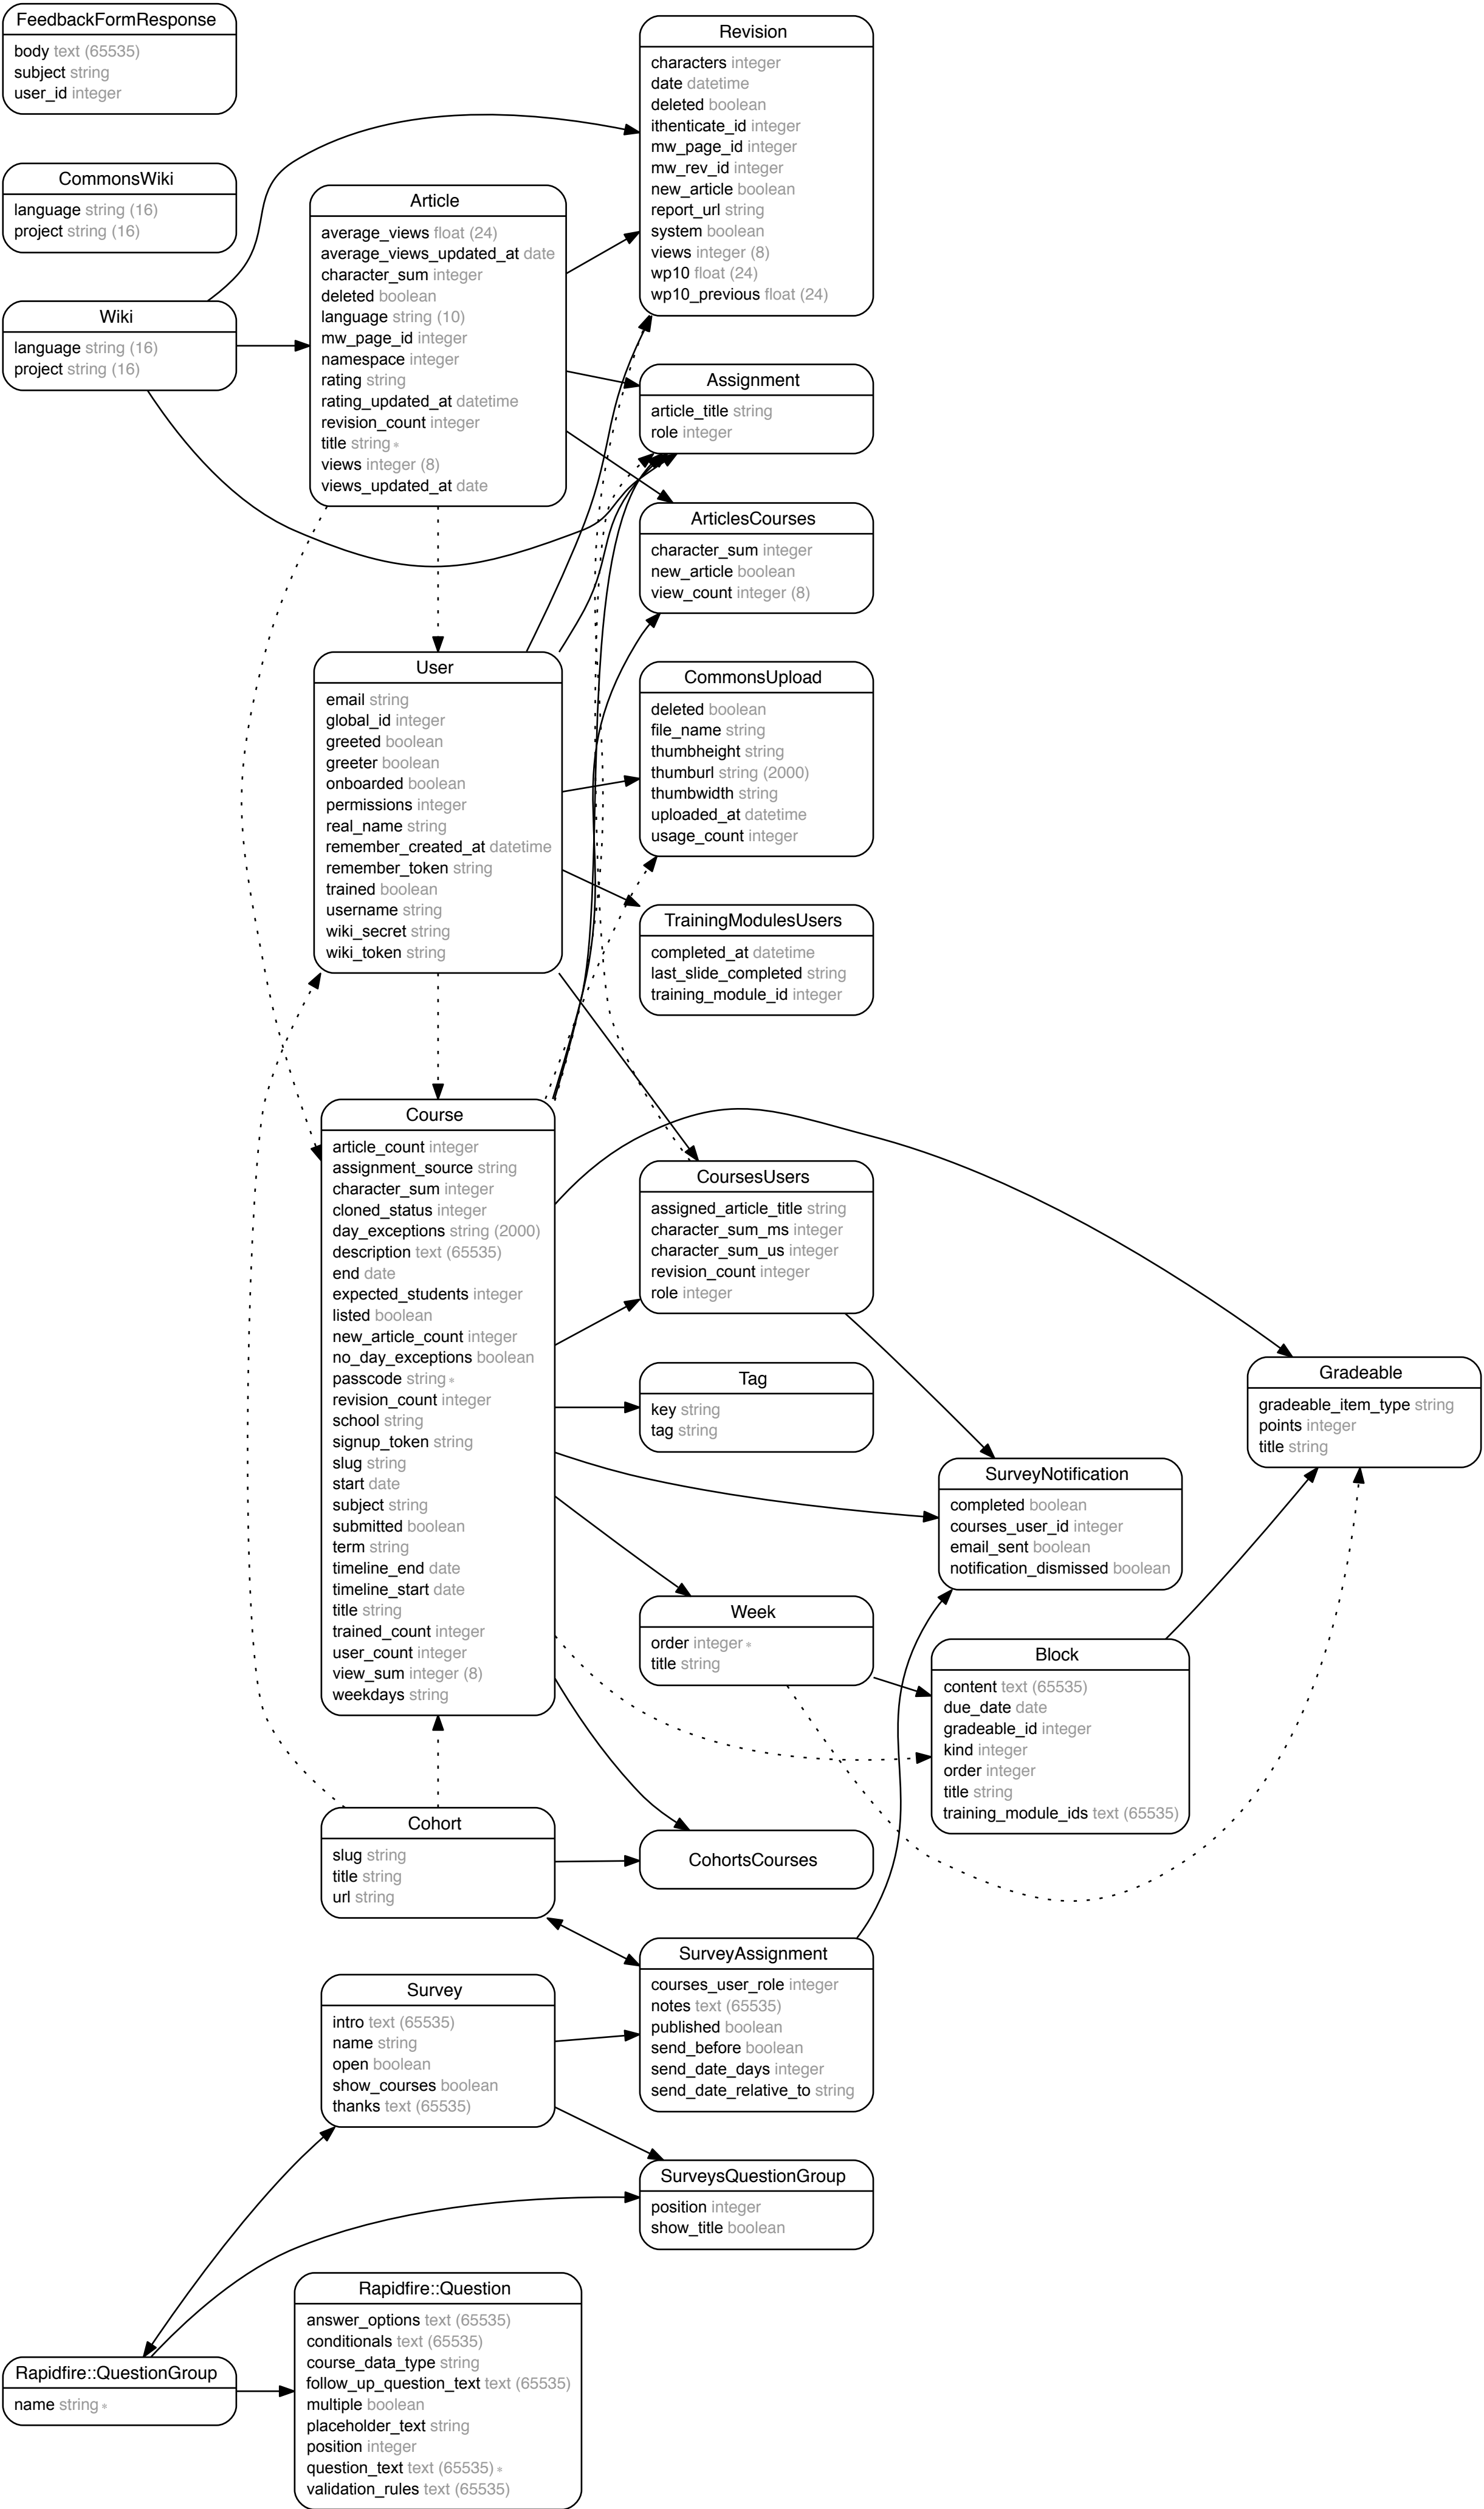 FeedbackFormResponse
body text (65535)
subject string
user_id integer
CommonsWiki
language string (16)
project string (16)
Wiki
language string (16)
project string (16)
Article
average_views float (24)
average_views_updated_at date
character_sum integer
deleted boolean
language string (10)
mw_page_id integer
namespace integer
rating string
rating_updated_at datetime
revision_count integer
title string *
views integer (8)
views_updated_at date
Revision
characters integer
date datetime
deleted boolean
ithenticate_id integer
mw_page_id integer
mw_rev_id integer
new_article boolean
report_url string
system boolean
views integer (8)
wp10 float (24)
wp10_previous float (24)
Assignment
article_title string
role integer
ArticlesCourses
character_sum integer
new_article boolean
view_count integer (8)
User
email string
global_id integer
greeted boolean
greeter boolean
onboarded boolean
permissions integer
real_name string
remember_created_at datetime
remember_token string
trained boolean
username string
wiki_secret string
wiki_token string
CommonsUpload
deleted boolean
file_name string
thumbheight string
thumburl string (2000)
thumbwidth string
uploaded_at datetime
usage_count integer
TrainingModulesUsers
completed_at datetime
last_slide_completed string
training_module_id integer
Course
article_count integer
assignment_source string
character_sum integer
cloned_status integer
day_exceptions string (2000)
description text (65535)
end date
expected_students integer
listed boolean
new_article_count integer
no_day_exceptions boolean
passcode string *
revision_count integer
school string
signup_token string
slug string
start date
subject string
submitted boolean
term string
timeline_end date
timeline_start date
title string
trained_count integer
user_count integer
view_sum integer (8)
weekdays string
CoursesUsers
assigned_article_title string
character_sum_ms integer
character_sum_us integer
revision_count integer
role integer
Tag
key string
tag string
Gradeable
gradeable_item_type string
points integer
title string
SurveyNotification
completed boolean
courses_user_id integer
email_sent boolean
notification_dismissed boolean
Week
order integer *
title string
Block
content text (65535)
due_date date
gradeable_id integer
kind integer
order integer
title string
training_module_ids text (65535)
Cohort
slug string
title string
url string
CohortsCourses
SurveyAssignment
courses_user_role integer
notes text (65535)
published boolean
send_before boolean
send_date_days integer
send_date_relative_to string
Survey
intro text (65535)
name string
open boolean
show_courses boolean
thanks text (65535)
SurveysQuestionGroup
position integer
show_title boolean
Rapidfire::QuestionGroup
name string *
Rapidfire::Question
answer_options text (65535)
conditionals text (65535)
course_data_type string
follow_up_question_text text (65535)
multiple boolean
placeholder_text string
position integer
question_text text (65535) *
validation_rules text (65535)